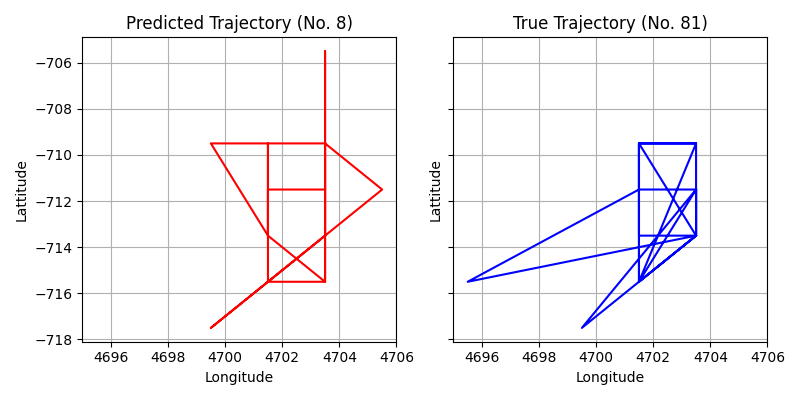 Predicted Trajectory (No. 8)
True Trajectory (No. 81)
−706
−708
−710
−712
−714
−716
−718
Lattitude
Lattitude
4696 4698 4700 4702 4704 4706
4696 4698 4700 4702 4704 4706
Longitude
Longitude